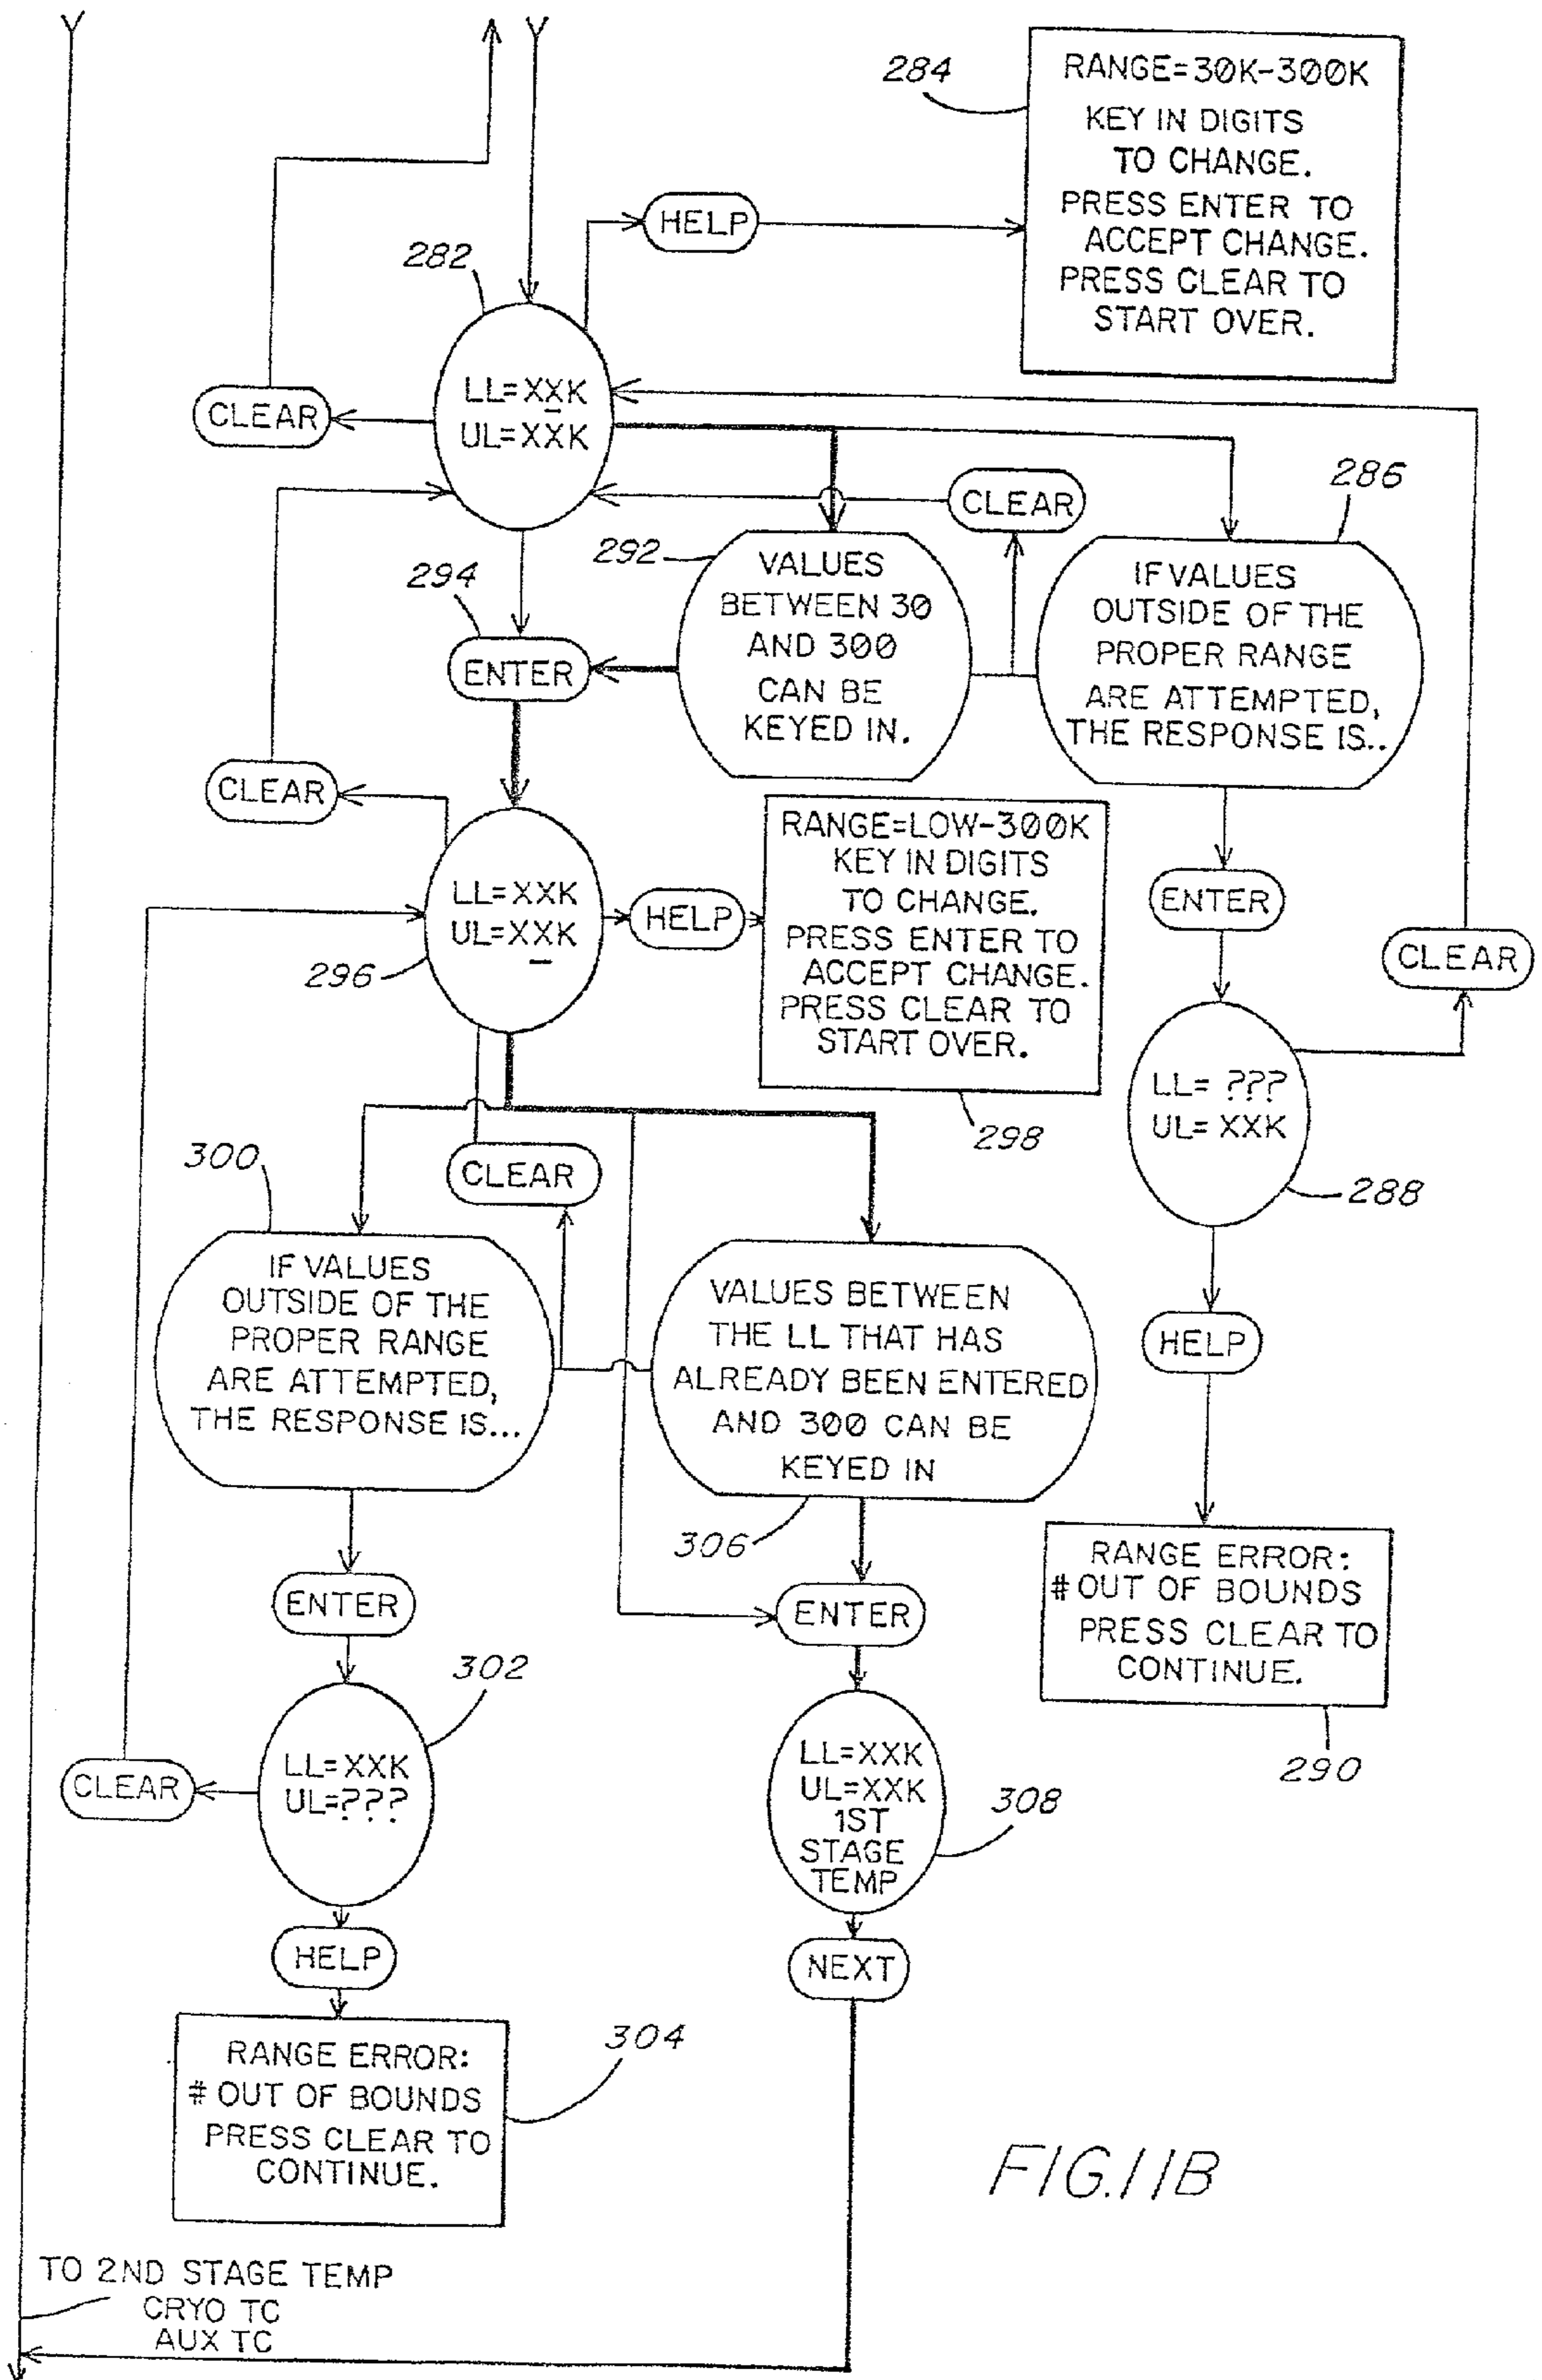 284
RANGE=30K-300K
KEY IN DIGITS
TO CHANGE.
PRESS ENTER TO
ACCEPT CHANGE.
PRESS CLEAR TO
START OVER.
HELP
282
LL=XXK
UL=XXK
CLEAR
CLEAR
286
292
VALUES
BETWEEN 30
AND 300
CAN BE
KEYED IN.
IF VALUES
OUTSIDE OF THE
PROPER RANGE
ARE ATTEMPTED,
THE RESPONSE IS..
294
ENTER
CLEAR
RANGE=LOW-300K
KEY IN DIGITS
TO CHANGE.
PRESS ENTER TO
ACCEPT CHANGE.
PRESS CLEAR TO
START OVER.
298
LL=XXK
UL=XXK
296
HELP
ENTER
CLEAR
LL= ???
UL= XXK
288
HELP
RANGE ERROR:
# OUT OF BOUNDS
PRESS CLEAR TO
CONTINUE.
290
CLEAR
300
IF VALUES
OUTSIDE OF THE
PROPER RANGE
ARE ATTEMPTED,
THE RESPONSE IS...
VALUES BETWEEN
THE LL THAT HAS
ALREADY BEEN ENTERED
AND 300 CAN BE
KEYED IN
306
ENTER
ENTER
302
LL=XXK
UL=???
CLEAR
HELP
RANGE ERROR:
# OUT OF BOUNDS
PRESS CLEAR TO
CONTINUE.
304
LL=XXK
UL=XXK
1ST
STAGE
TEMP
308
NEXT
FIG.11B
TO 2ND STAGE TEMP
CRYO TC
AUX TC